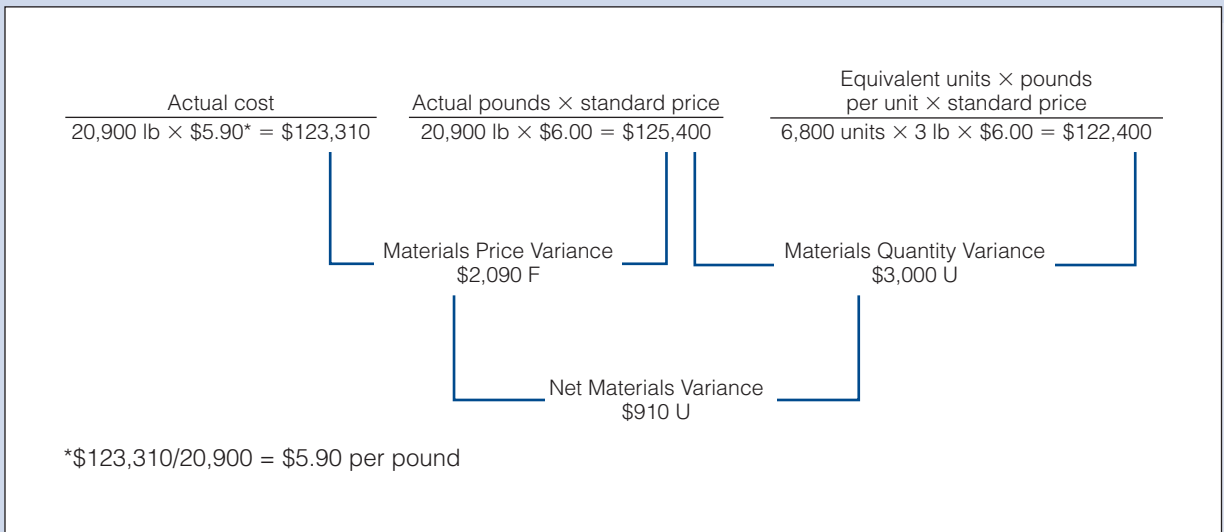 Actual cost
20,900 lb × $5.90* = $123,310
Actual pounds × standard price
20,900 lb × $6.00 = $125,400
Equivalent units × pounds
per unit × standard price
6,800 units × 3 lb × $6.00 = $122,400
Materials Price Variance
$2,090 F
Materials Quantity Variance
$3,000 U
Net Materials Variance
$910 U
*$123,310/20,900 = $5.90 per pound